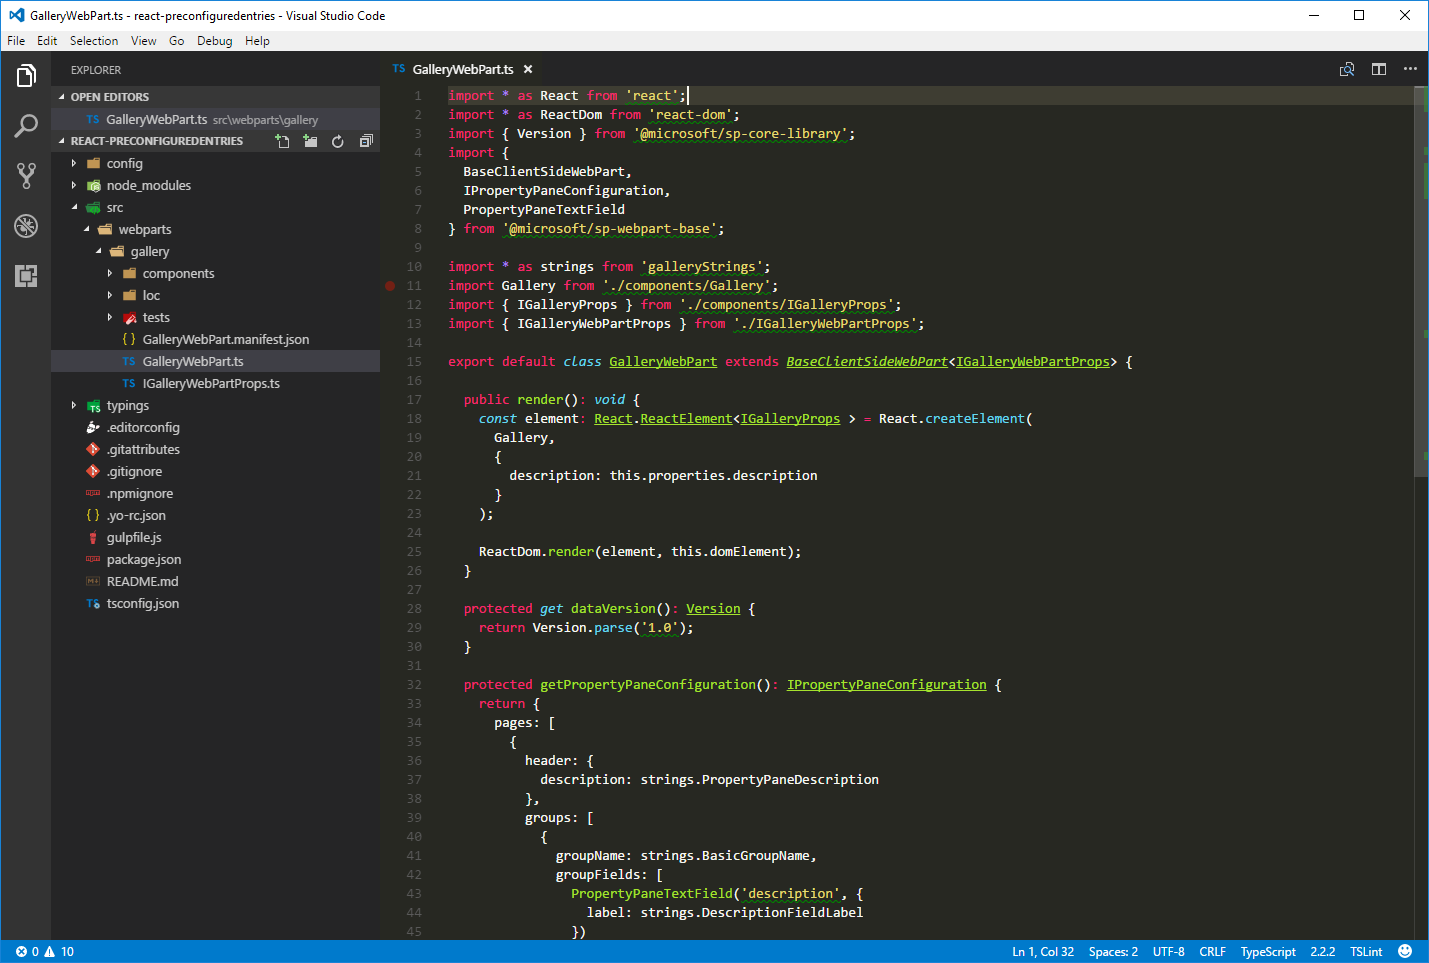 GalleryWebPart.ts - react-preconfiguredentries - Visual Studio Code
File Edit Selection View Go Debug Help
EXPLORER
OPEN EDITORS
TS GalleryWebPart.ts src\webparts\gallery
REACT-PRECONFIGUREDENTRIES
config
node_modules
src
webparts
gallery
components
loc
tests
{ } GalleryWebPart.manifest.json
TS GalleryWebPart.ts
TS IGalleryWebPartProps.ts
TS typings
.editorconfig
.gitattributes
.gitignore
npm .npmignore
{ } .yo-rc.json
gulpfile.js
npm package.json
README.md
TS tsconfig.json
TS GalleryWebPart.ts
1 import * as React from 'react';
2 import * as ReactDom from 'react-dom';
3 import { Version } from '@microsoft/sp-core-library';
4 import {
5   BaseClientSideWebPart,
6   IPropertyPaneConfiguration,
7   PropertyPaneTextField
8 } from '@microsoft/sp-webpart-base';
9
10 import * as strings from 'galleryStrings';
11 import Gallery from './components/Gallery';
12 import { IGalleryProps } from './components/IGalleryProps';
13 import { IGalleryWebPartProps } from './IGalleryWebPartProps';
14
15 export default class GalleryWebPart extends BaseClientSideWebPart<IGalleryWebPartProps> {
16
17   public render(): void {
18     const element: React.ReactElement<IGalleryProps > = React.createElement(
19       Gallery,
20       {
21         description: this.properties.description
22       }
23     );
24
25     ReactDom.render(element, this.domElement);
26   }
27
28   protected get dataVersion(): Version {
29     return Version.parse('1.0');
30   }
31
32   protected getPropertyPaneConfiguration(): IPropertyPaneConfiguration {
33     return {
34       pages: [
35         {
36           header: {
37             description: strings.PropertyPaneDescription
38           },
39           groups: [
40             {
41               groupName: strings.BasicGroupName,
42               groupFields: [
43                 PropertyPaneTextField('description', {
44                   label: strings.DescriptionFieldLabel
45                 })
0 10 Ln 1, Col 32 Spaces: 2 UTF-8 CRLF TypeScript 2.2.2 TSLint